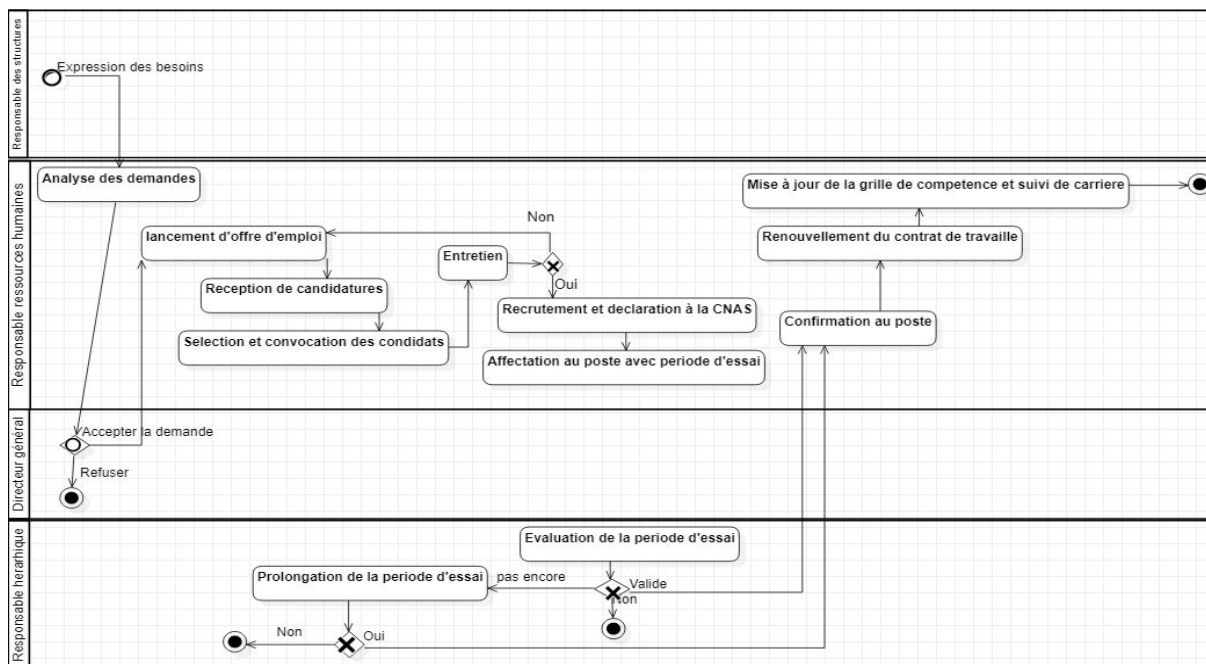 Responsable des structures
Expression des besoins
Responsable ressources humaines
Analyse des demandes
Mise à jour de la grille de competence et suivi de carriere
Non
lancement d'offre d'emploi
Renouvellement du contrat de travaille
Entretien
Oui
Reception de candidatures
Recrutement et declaration à la CNAS
Confirmation au poste
Selection et convocation des condidats
Affectation au poste avec periode d'essai
Directeur général
Accepter la demande
Refuser
Responsable herarhique
Evaluation de la periode d'essai
Prolongation de la periode d'essai
pas encore
Valide
Non
Non
Oui